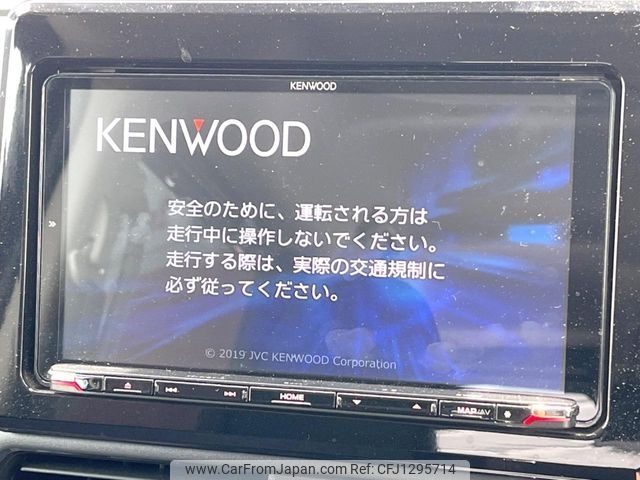 KENWOOD
KENWOOD
安全のために、運転される方は
走行中に操作しないでください。
走行する際は、実際の交通規制に
必ず従ってください。
© 2019 JVC KENWOOD Corporation
HOME
MAP/AV
www.CarFromJapan.com - CFJ1295714